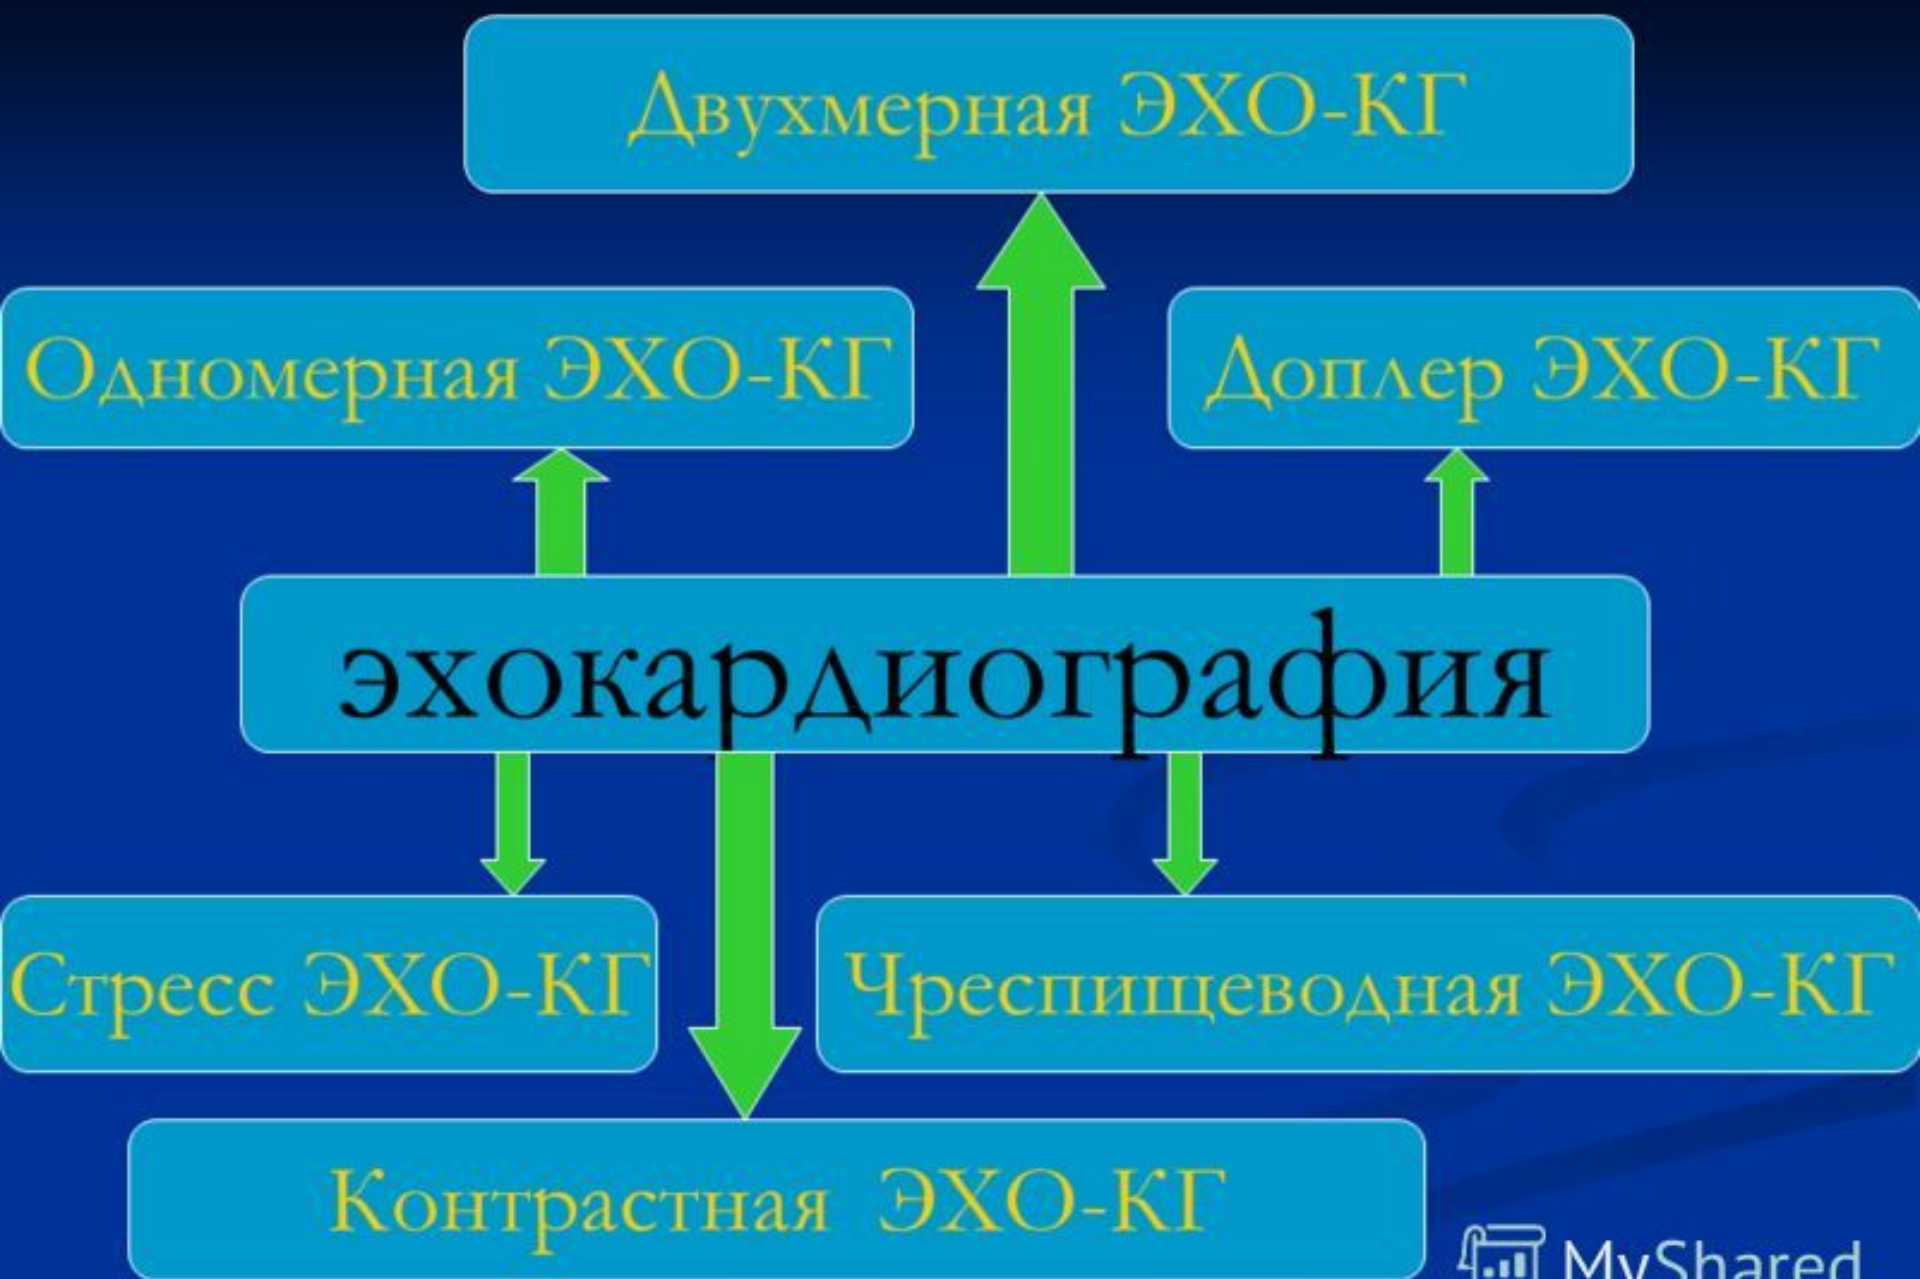 Двухмерная ЭХО-КГ
Одномерная ЭХО-КГ
Доплер ЭХО-КГ
эхокардиография
Стресс ЭХО-КГ
Чреспищеводная ЭХО-КГ
Контрастная ЭХО-КГ
MyShared